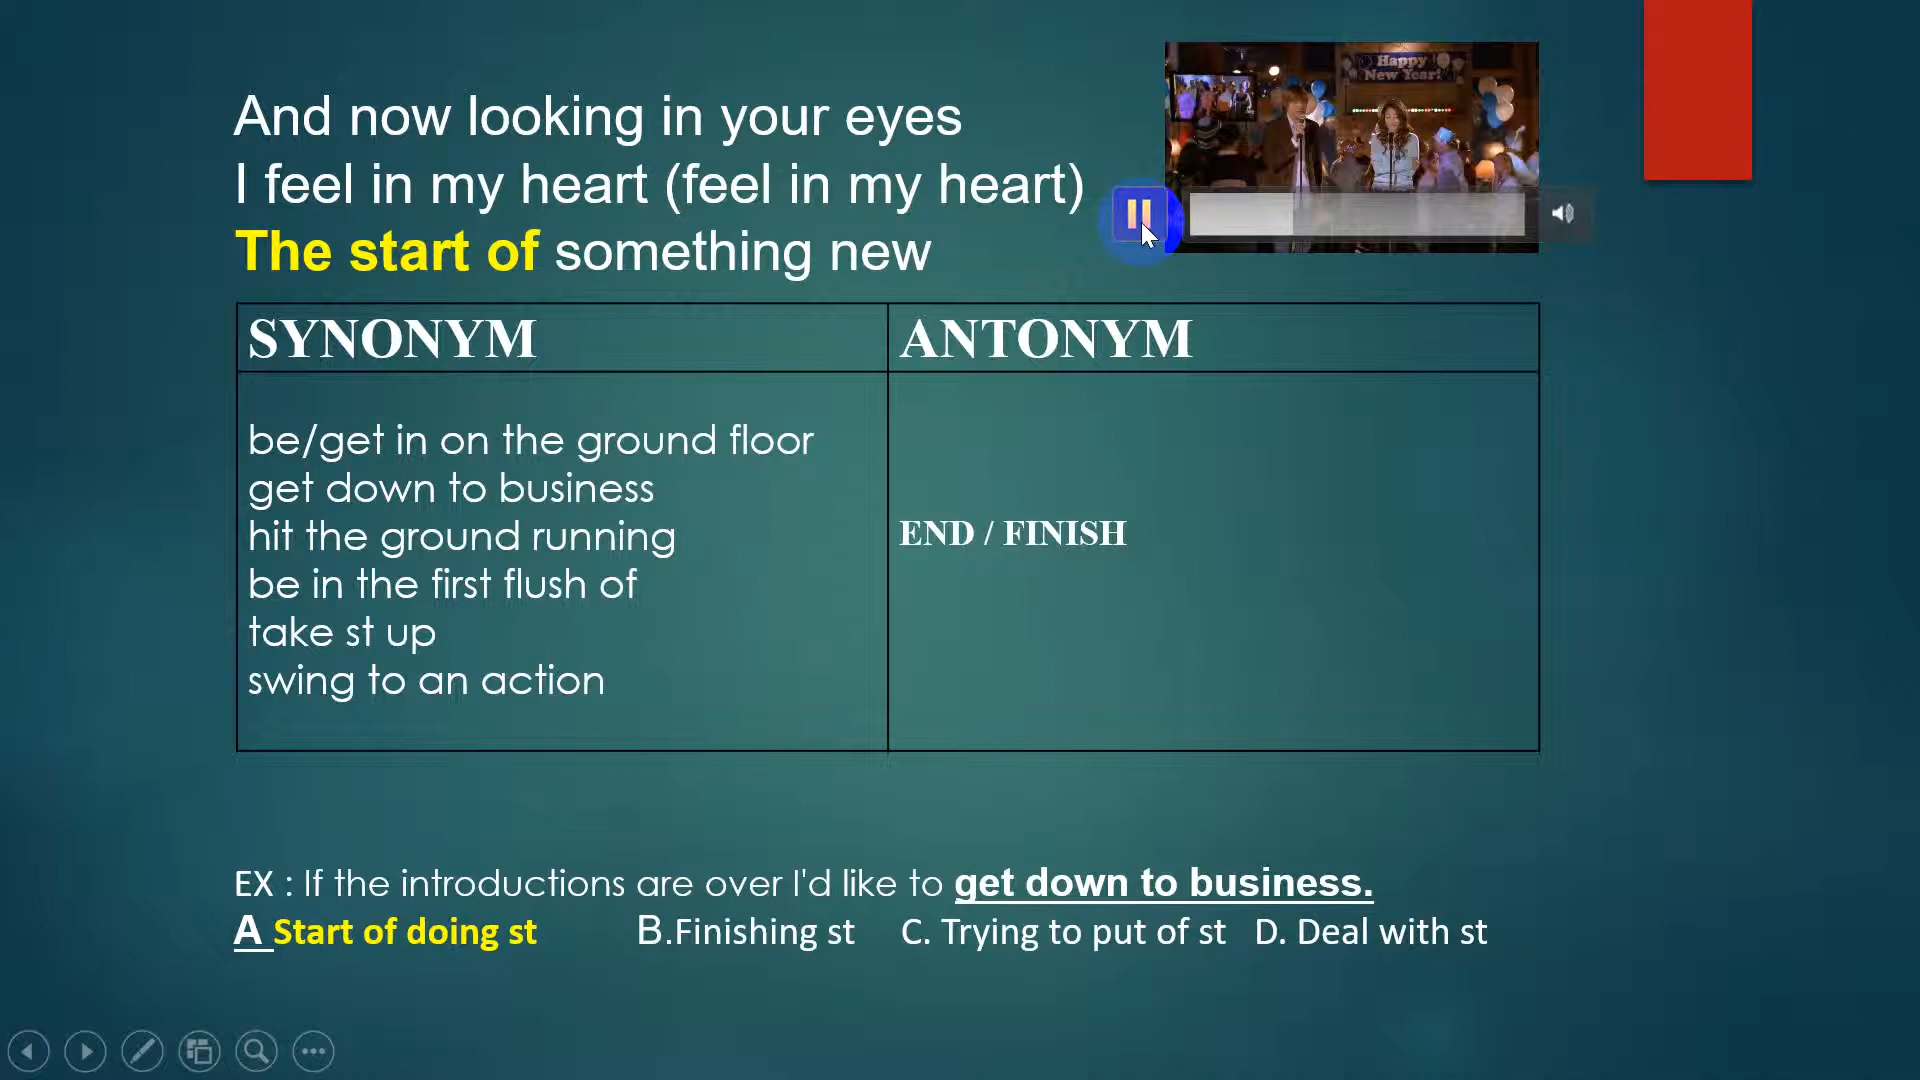 And now looking in your eyes
I feel in my heart (feel in my heart)
The start of something new
Happy
New Year!
SYNONYM
ANTONYM
be/get in on the ground floor
get down to business
hit the ground running
be in the first flush of
take st up
swing to an action
END / FINISH
EX : If the introductions are over I'd like to get down to business.
A Start of doing st B.Finishing st C. Trying to put of st D. Deal with st